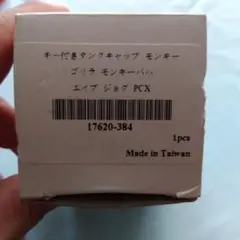 キー付きタンクキャップ モンキー
ゴリラ モンキーバハ
エイプ ジョグ PCX
17620-384
1pcs
Made in Taiwan